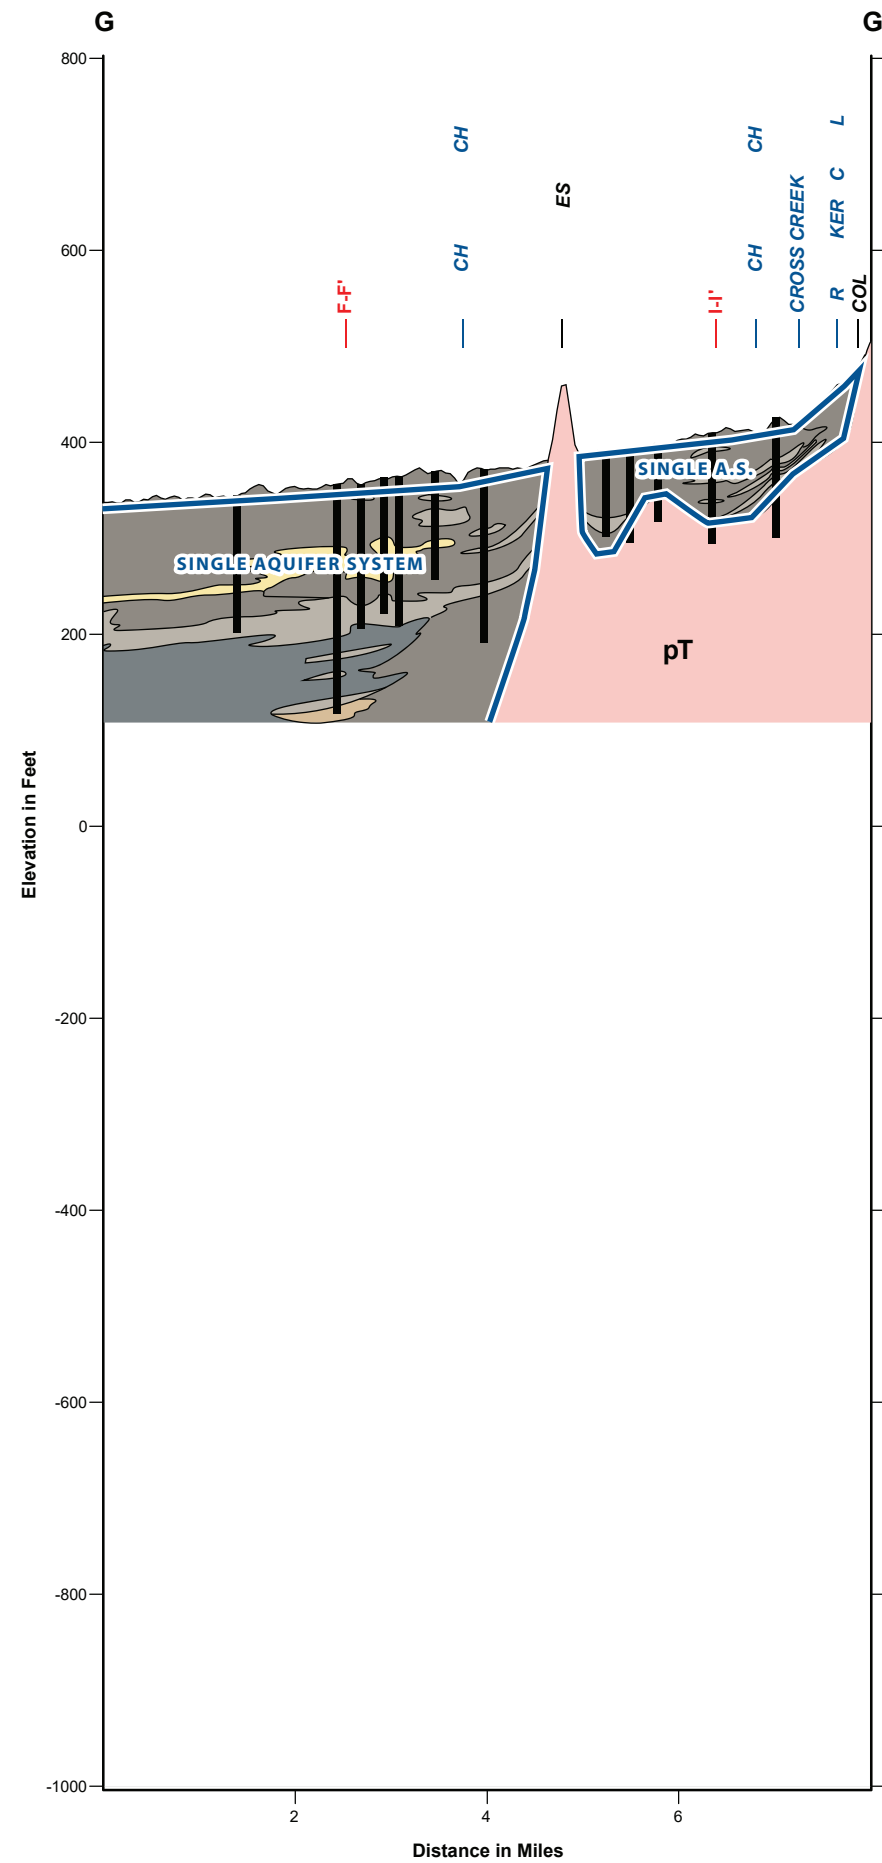 G
G
800
600
400
200
0
-200
-400
-600
-800
-1000
Elevation in Feet
F-F'
CH
CH
ES
I-I'
CH
CH
CROSS CREEK
R KER C L
COL
SINGLE AQUIFER SYSTEM
SINGLE A.S.
pT
2
4
6
Distance in Miles